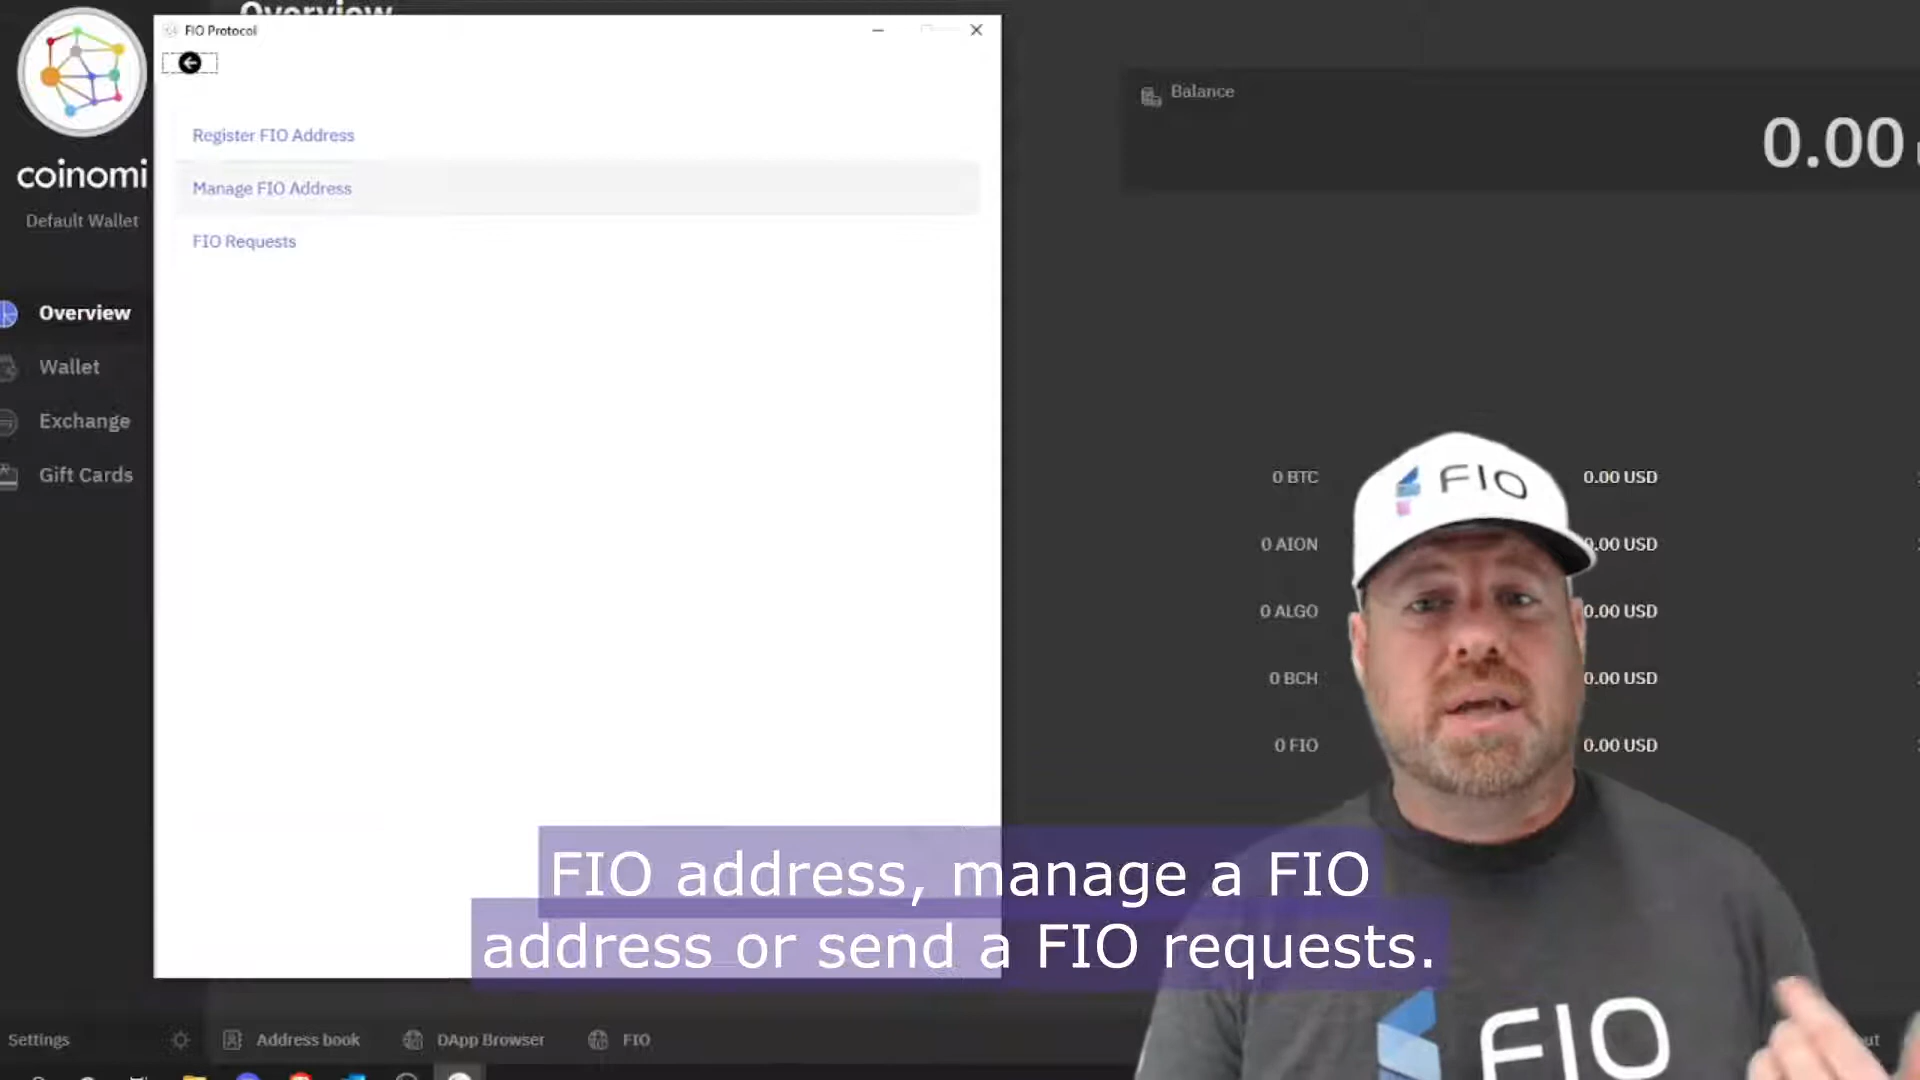 Overview
FIO Protocol
coinomi
Default Wallet
Register FIO Address
Manage FIO Address
FIO Requests
Balance
0.00
Overview
Wallet
Exchange
Gift Cards
0 BTC
0.00 USD
0 AION
0.00 USD
0 ALGO
0.00 USD
0 BCH
0.00 USD
0 FIO
0.00 USD
FIO
FIO address, manage a FIO
address or send a FIO requests.
FIO
Settings
Address book
DApp Browser
FIO
ut